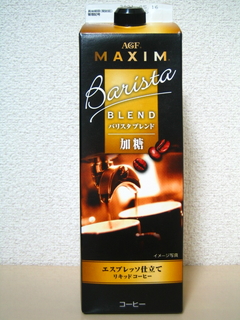 AGF
MAXIM
Barista
BLEND
バリスタブレンド
加糖
イメージ写真
エスプレッソ仕立て
リキッドコーヒー
コーヒー